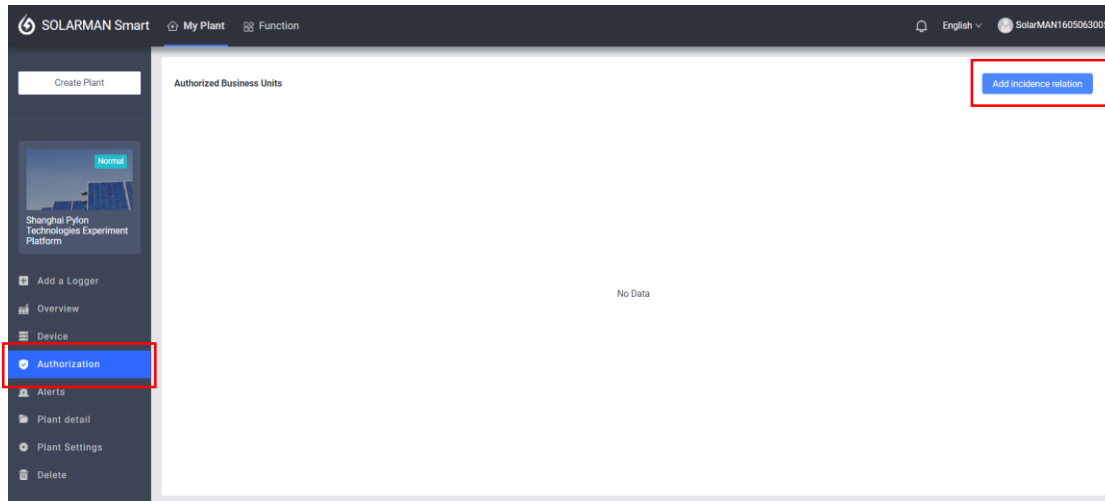 SOLARMAN Smart My Plant Function English SolarMAN160506300
Create Plant
Authorized Business Units
Add incidence relation
Normal
Shanghai Pylon
Technologies Experiment
Platform
Add a Logger
Overview
Device
Authorization
Alerts
Plant detail
Plant Settings
Delete
No Data